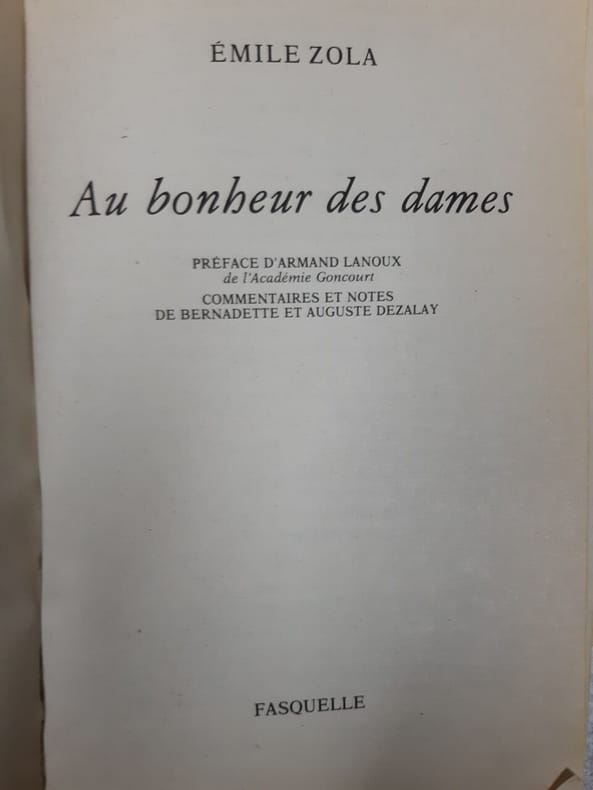 ÉMILE ZOLA
Au bonheur des dames
PRÉFACE D'ARMAND LANOUX
de l'Académie Goncourt
COMMENTAIRES ET NOTES
DE BERNADETTE ET AUGUSTE DEZALAY
FASQUELLE